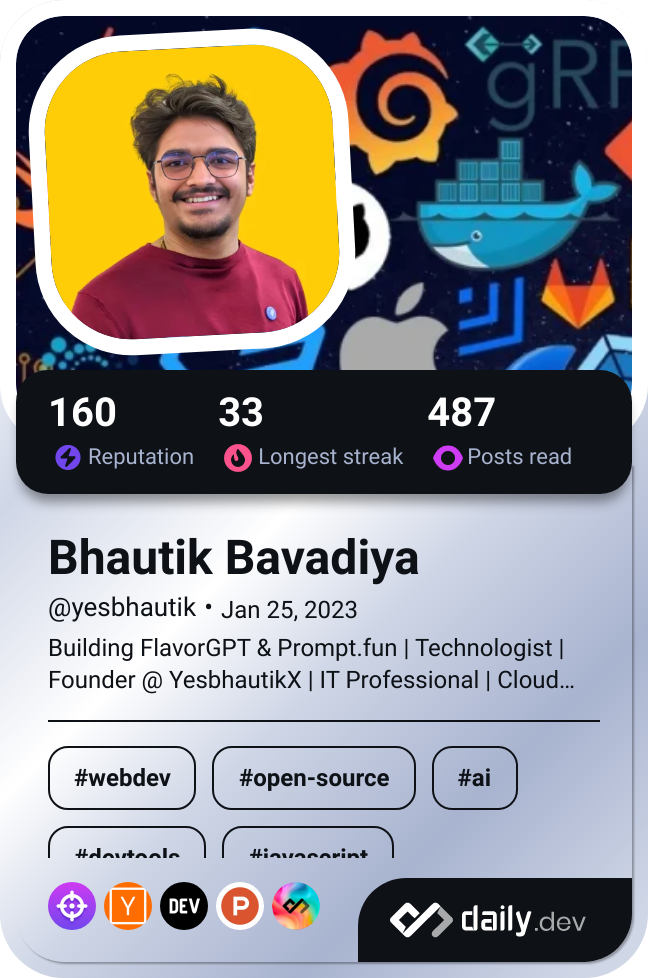 gRP
160
33
487
Reputation
Longest streak
Posts read
Bhautik Bavadiya
@yesbhautik • Jan 25, 2023
Building FlavorGPT & Prompt.fun | Technologist |
Founder @ YesbhautikX | IT Professional | Cloud...
#webdev
#open-source
#ai
#devtools
#javascript
Y
DEV
P
daily.dev